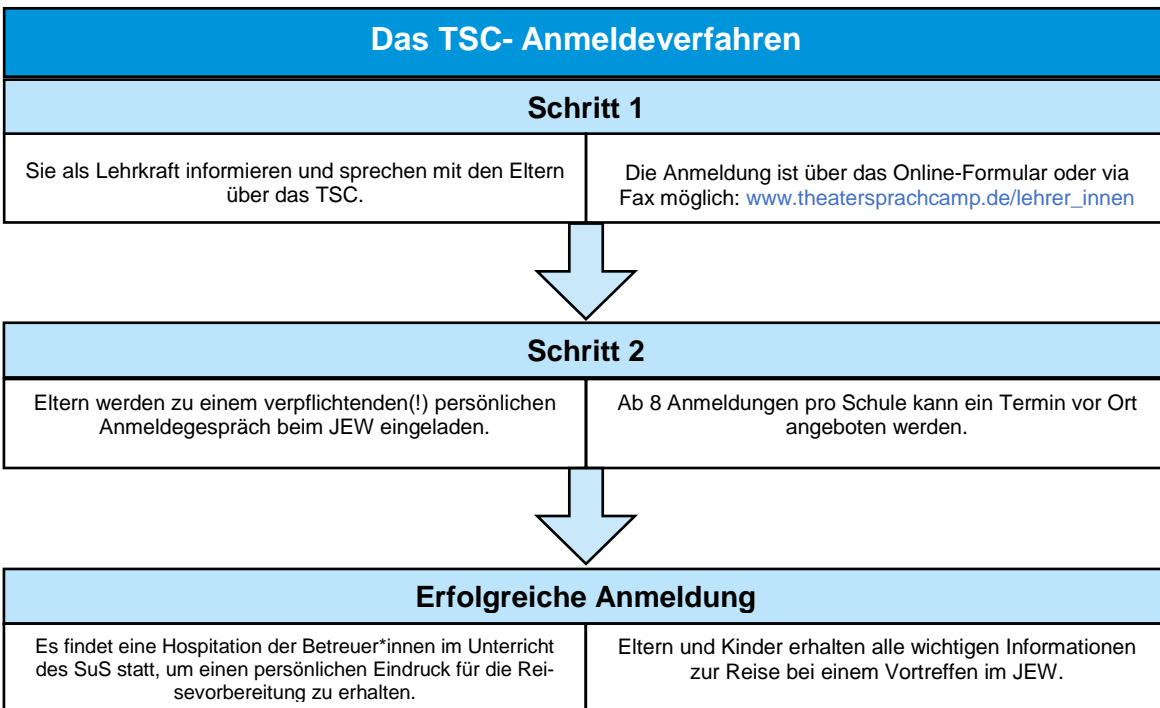 Das TSC- Anmeldeverfahren
Schritt 1
Sie als Lehrkraft informieren und sprechen mit den Eltern
über das TSC.
Die Anmeldung ist über das Online-Formular oder via
Fax möglich: www.theatersprachcamp.de/lehrer_innen
Schritt 2
Eltern werden zu einem verpflichtenden(!) persönlichen
Anmeldegespräch beim JEW eingeladen.
Ab 8 Anmeldungen pro Schule kann ein Termin vor Ort
angeboten werden.
Erfolgreiche Anmeldung
Es findet eine Hospitation der Betreuer*innen im Unterricht
des SuS statt, um einen persönlichen Eindruck für die Rei-
sevorbereitung zu erhalten.
Eltern und Kinder erhalten alle wichtigen Informationen
zur Reise bei einem Vortreffen im JEW.